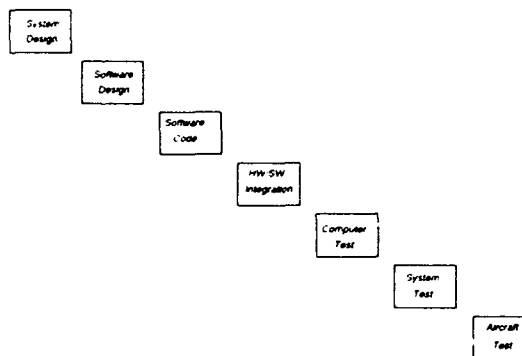 System
Design
Software
Design
Software
Code
HW SW
Integration
Computer
Test
System
Test
Aircraft
Test